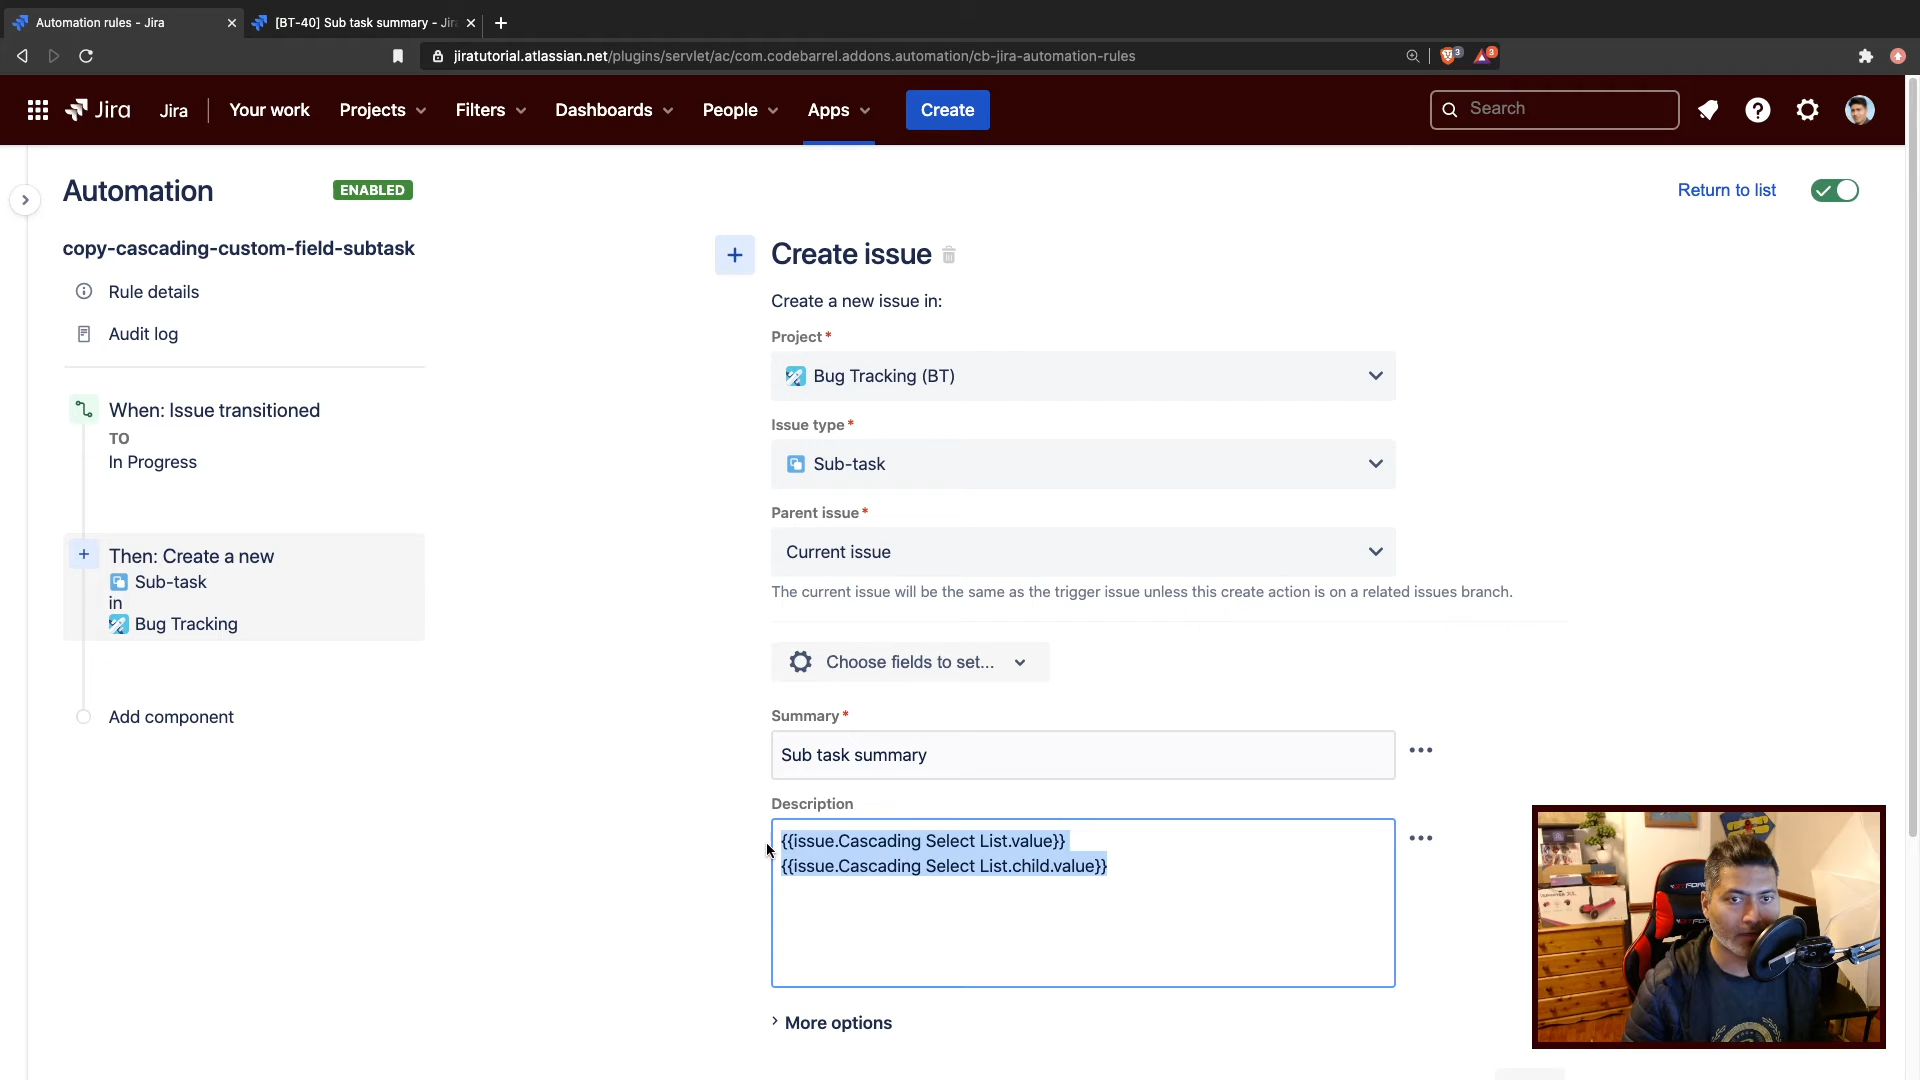 Automation rules - Jira
[BT-40] Sub task summary - Jir
jiratutorial.atlassian.net/plugins/servlet/ac/com.codebarrel.addons.automation/cb-jira-automation-rules
3
3
Jira
Jira
Your work
Projects
Filters
Dashboards
People
Apps
Create
Search
Automation
ENABLED
Return to list
copy-cascading-custom-field-subtask
Rule details
Audit log
When: Issue transitioned
TO
In Progress
Then: Create a new
Sub-task
in
Bug Tracking
Add component
Create issue
Create a new issue in:
Project*
Bug Tracking (BT)
Issue type*
Sub-task
Parent issue*
Current issue
The current issue will be the same as the trigger issue unless this create action is on a related issues branch.
Choose fields to set...
Summary*
Sub task summary
Description
{{issue.Cascading Select List.value}}
{{issue.Cascading Select List.child.value}}
More options